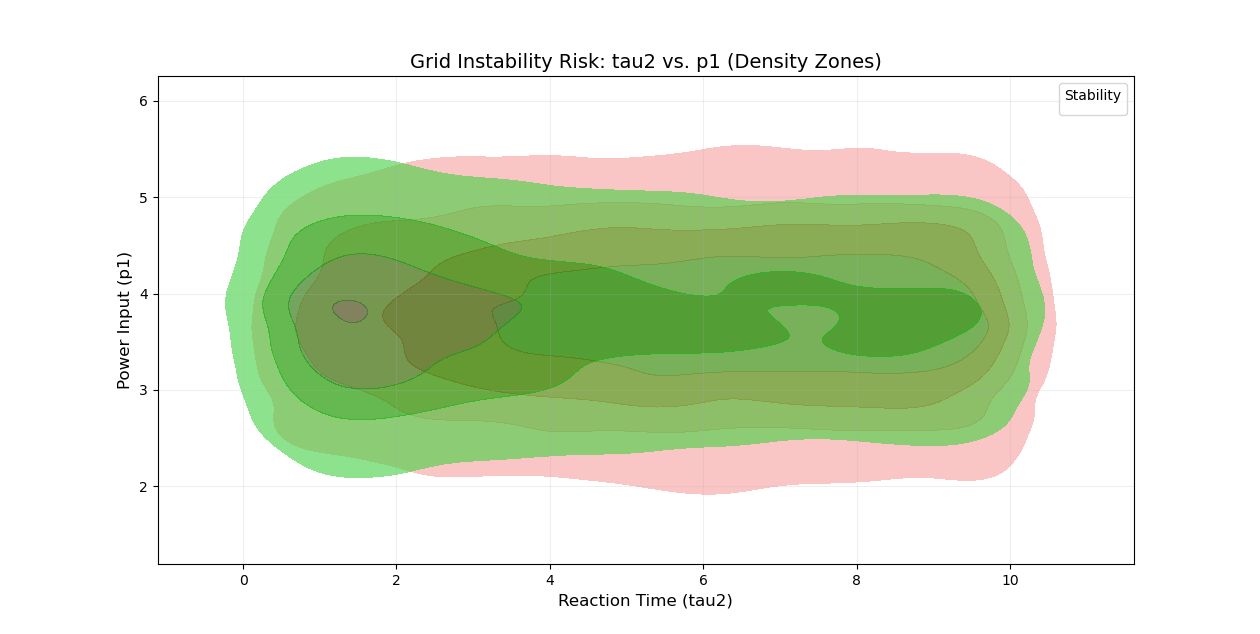 Grid Instability Risk: tau2 vs. p1 (Density Zones)
Stability
6
5
4
3
2
Power Input (p1)
0 2 4 6 8 10
Reaction Time (tau2)